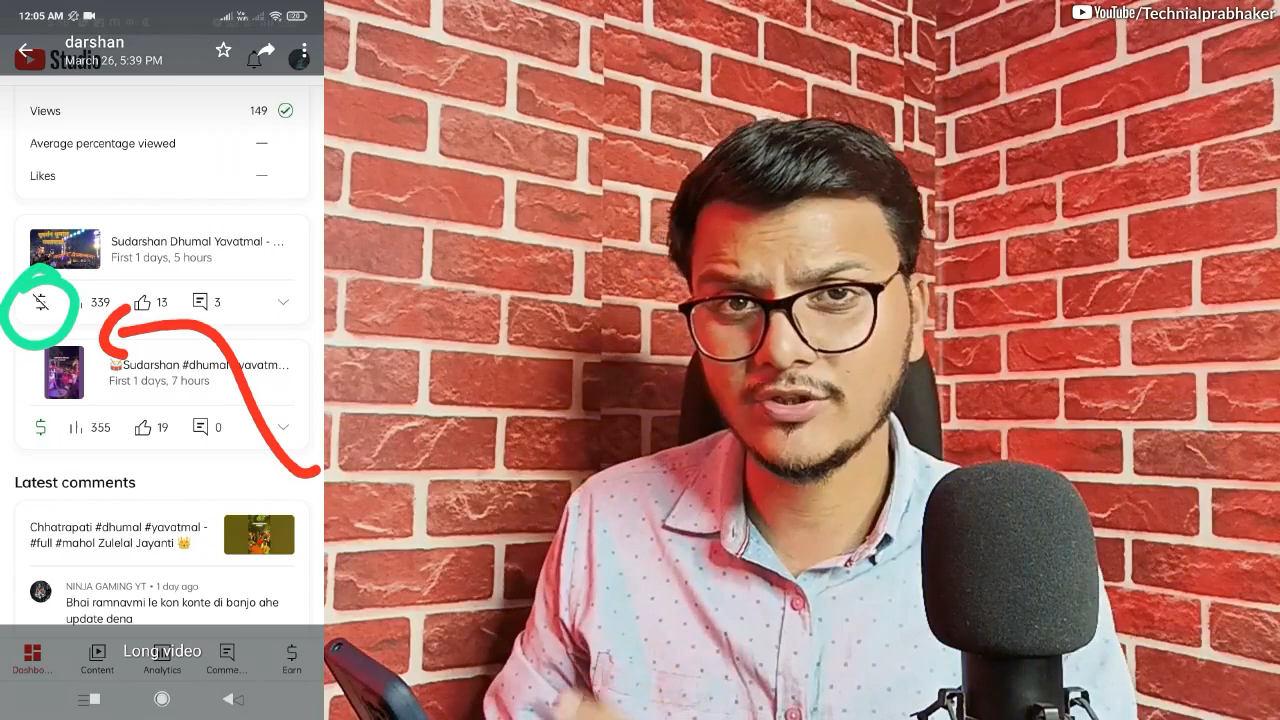 12:05 AM
20
YouTube/Technialprabhaker
darshan
Studio
March 26, 5:39 PM
Views 149
Average percentage viewed —
Likes —
Sudarshan Dhumal Yavatmal - ...
First 1 days, 5 hours
339 13 3
🥁Sudarshan #dhumal yavatm...
First 1 days, 7 hours
$ 355 19 0
Latest comments
Chhatrapati #dhumal #yavatmal -
#full #mahol Zulelal Jayanti 👑
NINJA GAMING YT • 1 day ago
Bhai ramnavmi le kon konte di banjo ahe
update dena
Long video
Dashbo... Content Analytics Comme... Earn